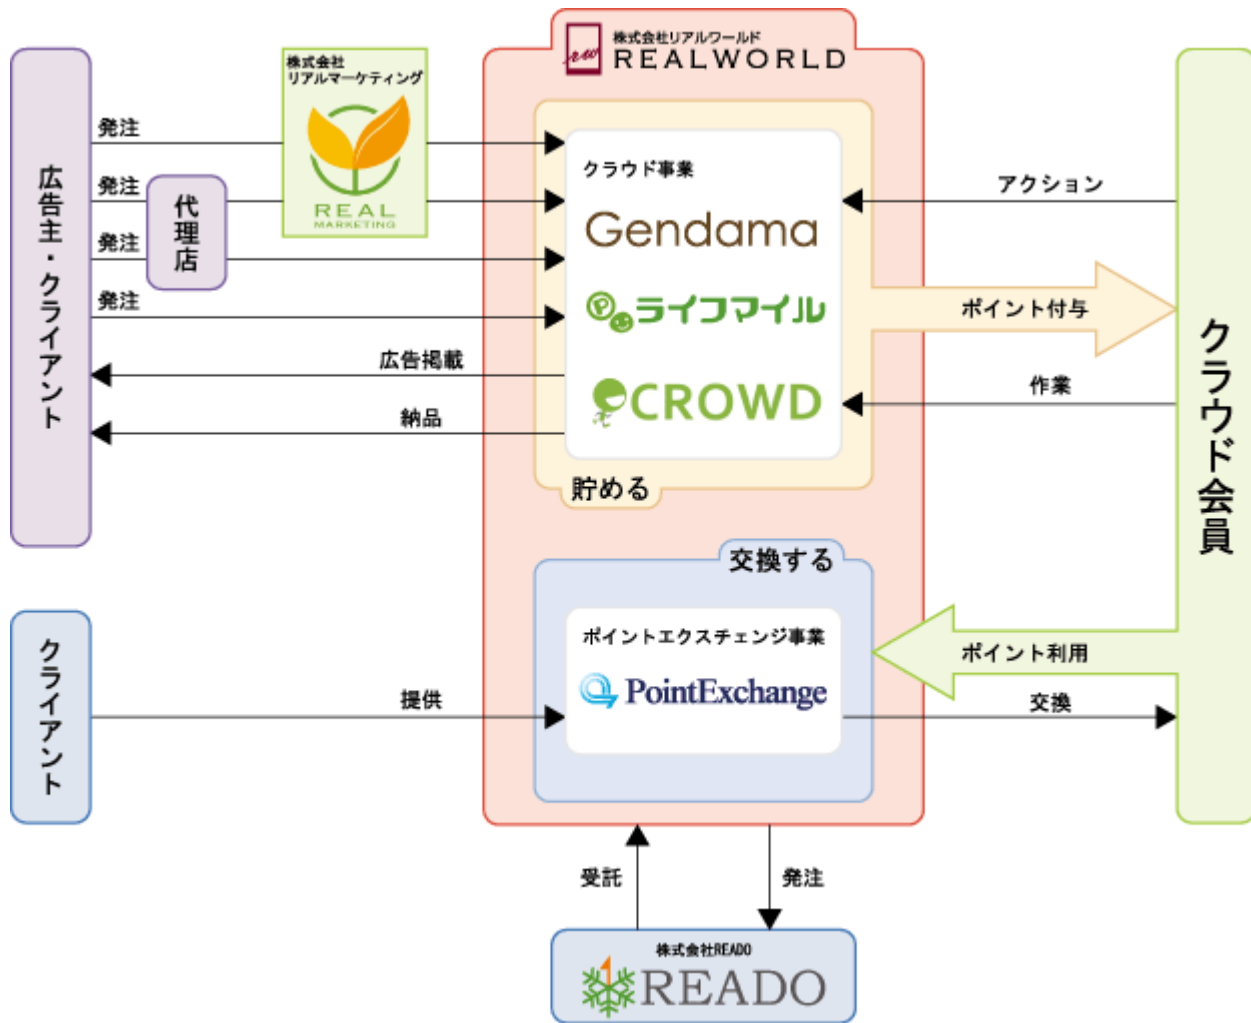 株式会社リアルワールド
rw REALWORLD
広告主・クライアント
株式会社
リアルマーケティング
REAL
MARKETING
代理店
発注
発注
発注
発注
広告掲載
納品
クラウド事業
Gendama
Pライフマイル
CROWD
貯める
アクション
ポイント付与
作業
クラウド会員
交換する
ポイントエクスチェンジ事業
PointExchange
クライアント
提供
ポイント利用
交換
受託
発注
株式会社READO
READO